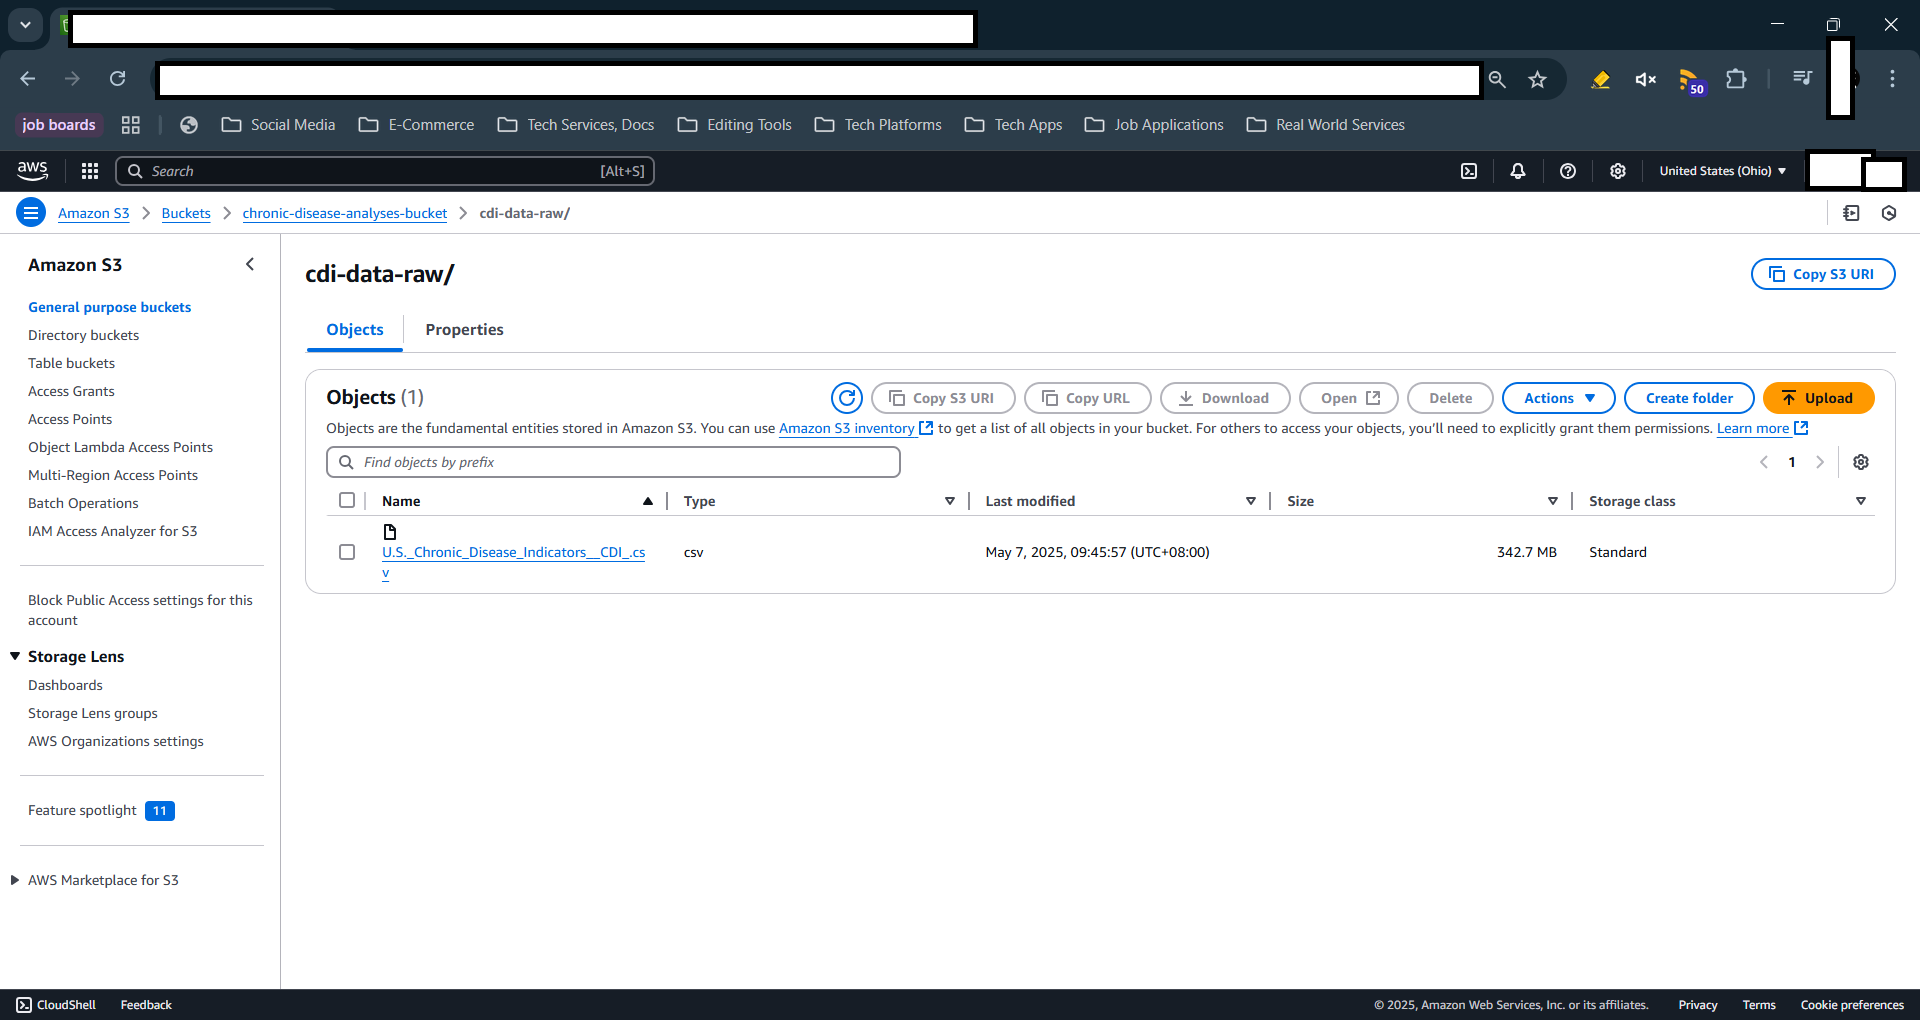 50
job boards
Social Media
E-Commerce
Tech Services, Docs
Editing Tools
Tech Platforms
Tech Apps
Job Applications
Real World Services
aws
Search
[Alt+S]
United States (Ohio)
Amazon S3
Buckets
chronic-disease-analyses-bucket
cdi-data-raw/
Amazon S3
General purpose buckets
Directory buckets
Table buckets
Access Grants
Access Points
Object Lambda Access Points
Multi-Region Access Points
Batch Operations
IAM Access Analyzer for S3
Block Public Access settings for this
account
Storage Lens
Dashboards
Storage Lens groups
AWS Organizations settings
Feature spotlight 11
AWS Marketplace for S3
cdi-data-raw/
Copy S3 URI
Objects
Properties
Objects (1)
Copy S3 URI
Copy URL
Download
Open
Delete
Actions
Create folder
Upload
Objects are the fundamental entities stored in Amazon S3. You can use Amazon S3 inventory to get a list of all objects in your bucket. For others to access your objects, you'll need to explicitly grant them permissions. Learn more
Find objects by prefix
1
Name
Type
Last modified
Size
Storage class
U.S._Chronic_Disease_Indicators__CDI_.cs
v
csv
May 7, 2025, 09:45:57 (UTC+08:00)
342.7 MB
Standard
CloudShell
Feedback
© 2025, Amazon Web Services, Inc. or its affiliates.
Privacy
Terms
Cookie preferences